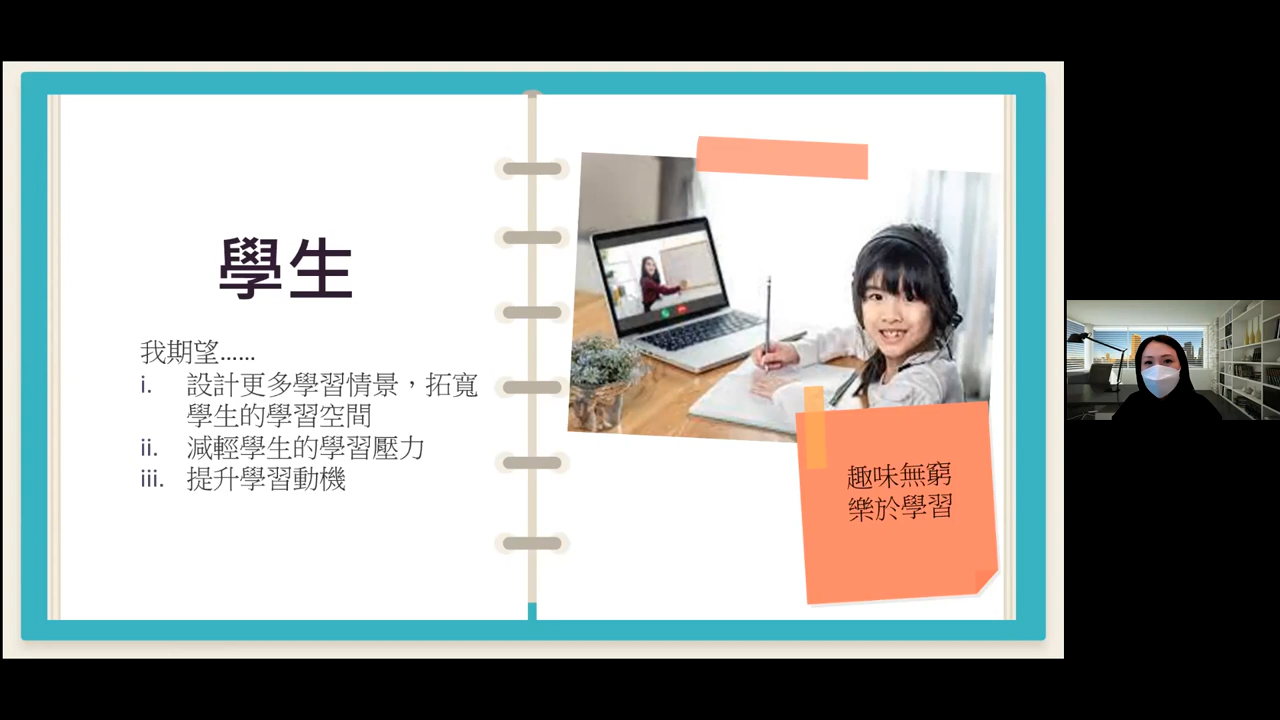 學生
我期望......
i. 設計更多學習情景，拓寬
學生的學習空間
ii. 減輕學生的學習壓力
iii. 提升學習動機
趣味無窮
樂於學習